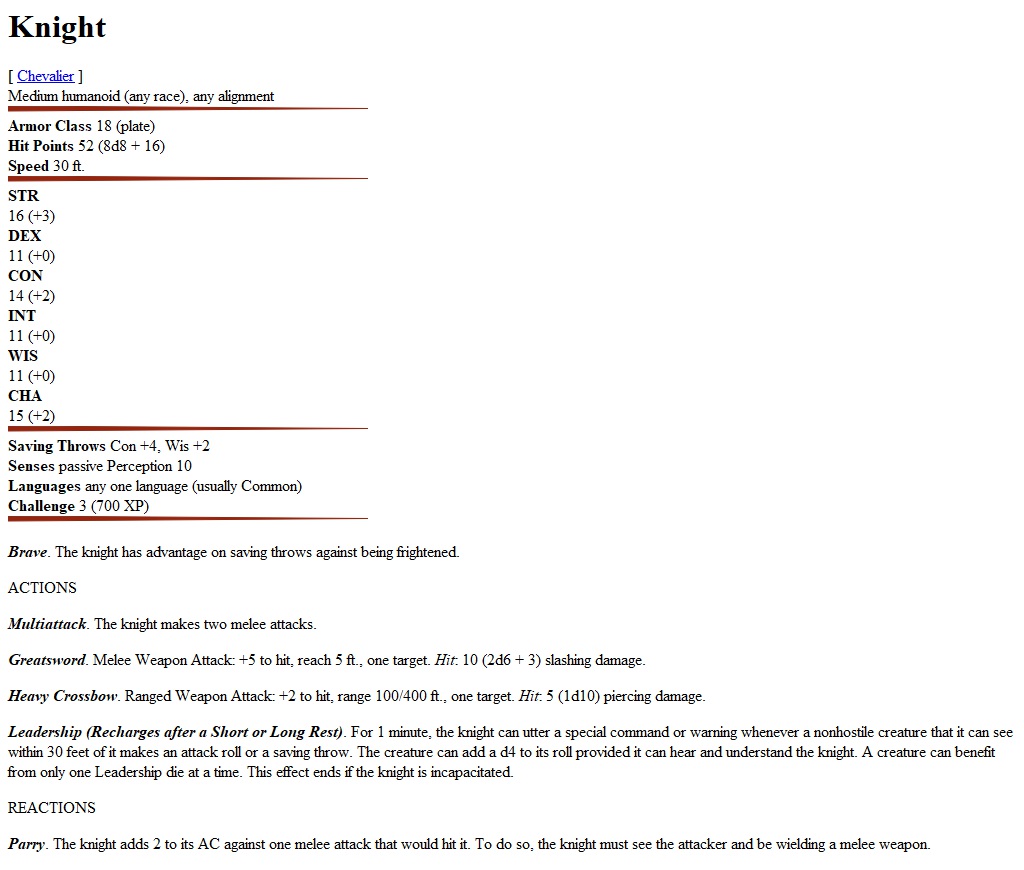 Knight
[ Chevalier ]
Medium humanoid (any race), any alignment
Armor Class 18 (plate)
Hit Points 52 (8d8 + 16)
Speed 30 ft.
STR
16 (+3)
DEX
11 (+0)
CON
14 (+2)
INT
11 (+0)
WIS
11 (+0)
CHA
15 (+2)
Saving Throws Con +4, Wis +2
Senses passive Perception 10
Languages any one language (usually Common)
Challenge 3 (700 XP)
Brave. The knight has advantage on saving throws against being frightened.
ACTIONS
Multiattack. The knight makes two melee attacks.
Greatsword. Melee Weapon Attack: +5 to hit, reach 5 ft., one target. Hit: 10 (2d6 + 3) slashing damage.
Heavy Crossbow. Ranged Weapon Attack: +2 to hit, range 100/400 ft., one target. Hit: 5 (1d10) piercing damage.
Leadership (Recharges after a Short or Long Rest). For 1 minute, the knight can utter a special command or warning whenever a nonhostile creature that it can see
within 30 feet of it makes an attack roll or a saving throw. The creature can add a d4 to its roll provided it can hear and understand the knight. A creature can benefit
from only one Leadership die at a time. This effect ends if the knight is incapacitated.
REACTIONS
Parry. The knight adds 2 to its AC against one melee attack that would hit it. To do so, the knight must see the attacker and be wielding a melee weapon.